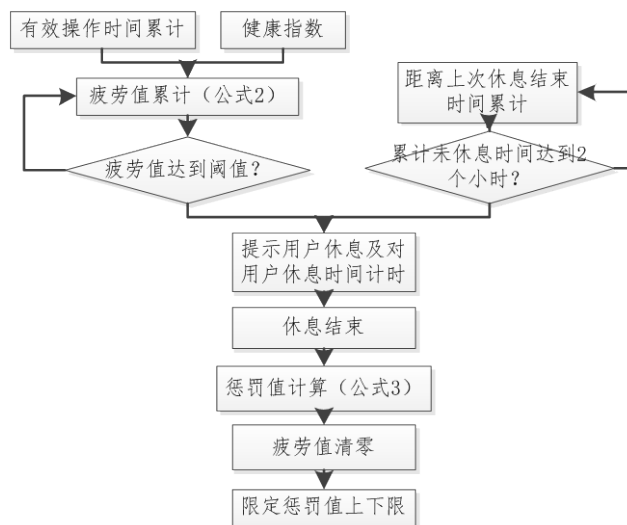 有效操作时间累计
健康指数
疲劳值累计（公式2）
距离上次休息结束
时间累计
疲劳值达到阈值？
累计未休息时间达到2
个小时？
提示用户休息及对
用户休息时间计时
休息结束
惩罚值计算（公式3）
疲劳值清零
限定惩罚值上下限